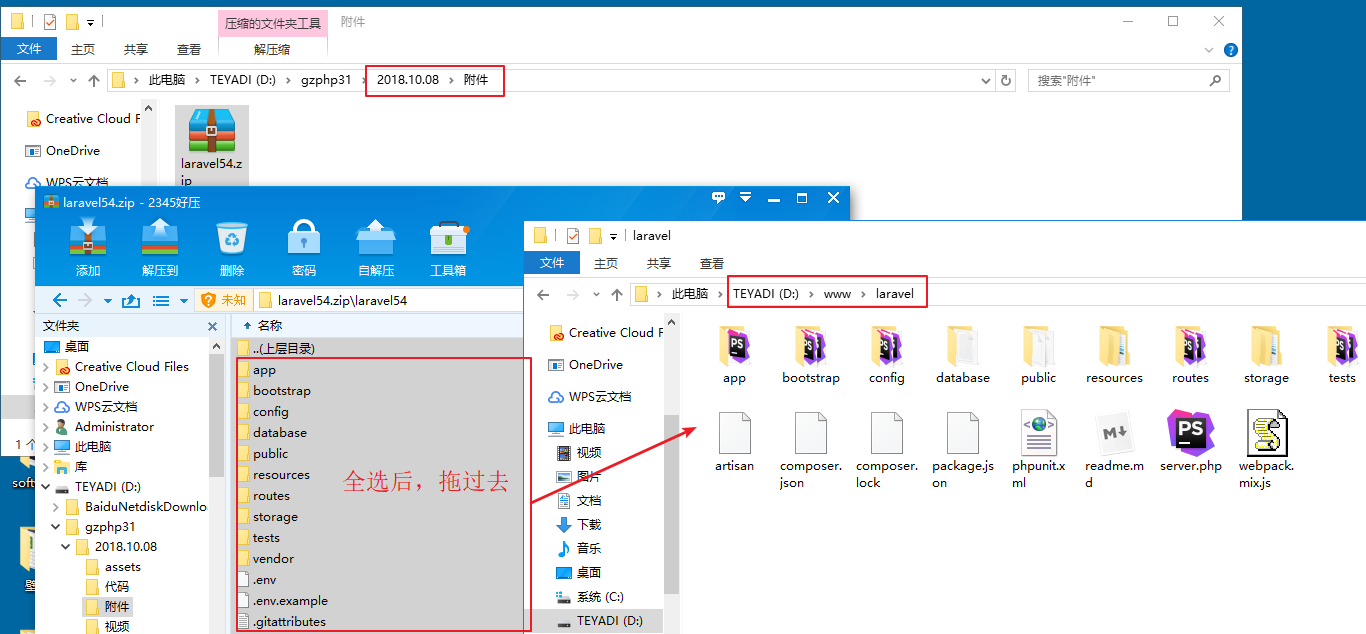 压缩的文件夹工具 附件
文件 主页 共享 查看 解压缩
此电脑 › TEYADI (D:) › gzphp31 › 2018.10.08 › 附件
搜索"附件"
Creative Cloud F
OneDrive
WPS云文档
laravel54.z
ip
1 个
soft
laravel54.zip - 2345好压
添加 解压到 删除 密码 自解压 工具箱
未知 laravel54.zip\laravel54
文件夹
桌面
Creative Cloud Files
OneDrive
WPS云文档
Administrator
此电脑
库
TEYADI (D:)
BaiduNetdiskDownlo
gzphp31
2018.10.08
assets
代码
附件
视频
名称
..(上层目录)
app
bootstrap
config
database
public
resources
routes
storage
tests
vendor
.env
.env.example
.gitattributes
全选后，拖过去
laravel
文件 主页 共享 查看
此电脑 › TEYADI (D:) › www › laravel
Creative Cloud F
OneDrive
WPS云文档
此电脑
视频
图片
文档
下载
音乐
桌面
系统 (C:)
TEYADI (D:)
app bootstrap config database public resources routes storage tests
artisan composer. composer. package.js phpunit.x readme.m server.php webpack.
json lock on ml d mix.js